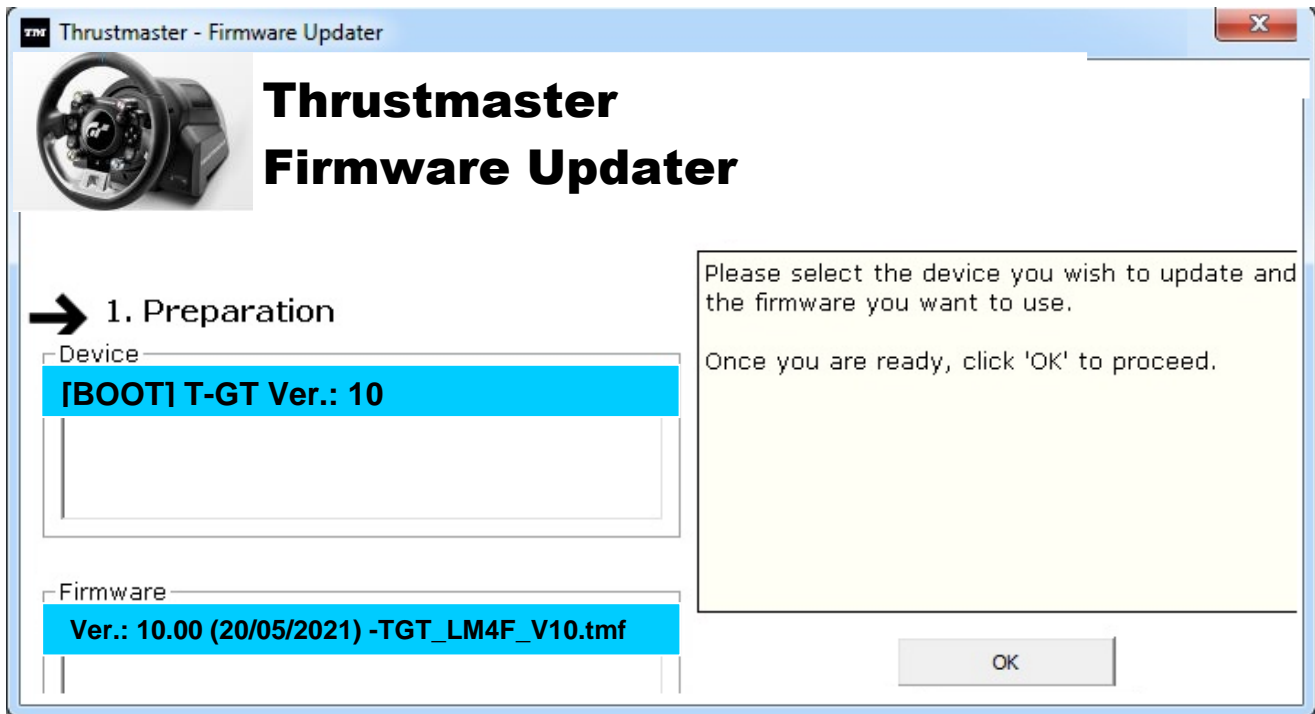 TM Thrustmaster - Firmware Updater
Thrustmaster
Firmware Updater
1. Preparation
Device
[BOOT] T-GT Ver.: 10
Firmware
Ver.: 10.00 (20/05/2021) -TGT_LM4F_V10.tmf
Please select the device you wish to update and
the firmware you want to use.
Once you are ready, click 'OK' to proceed.
OK